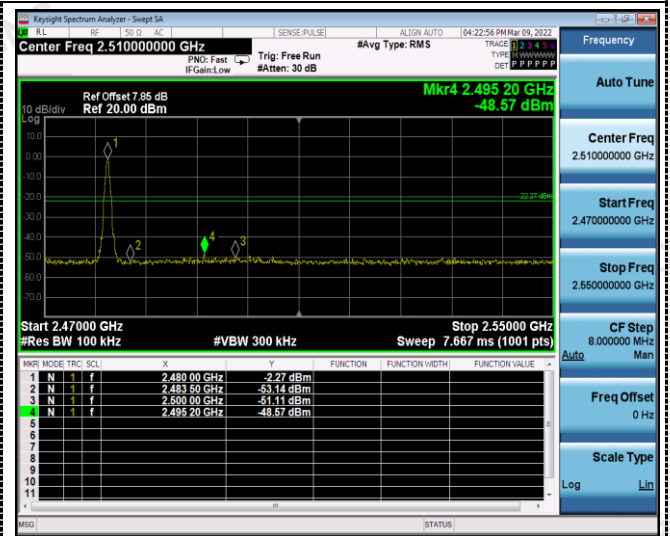 Keysight Spectrum Analyzer - Swept SA
RL RF 50 Ω AC SENSE:PULSE ALIGN AUTO 04:22:56 PM Mar 09, 2022
Center Freq 2.510000000 GHz #Avg Type: RMS TRACE 1 2 3 4 5 6
PNO: Fast Trig: Free Run TYPE M WWWWW
IFGain:Low #Atten: 30 dB DET P P P P P P
Mkr4 2.495 20 GHz
-48.57 dBm
Ref Offset 7.85 dB
10 dB/div Ref 20.00 dBm
Log
10.0
0.00
-10.0
-20.0
-30.0
-40.0
-50.0
-60.0
-70.0
1
2
4
3
-22.27 dBm
Start 2.47000 GHz Stop 2.55000 GHz
#Res BW 100 kHz #VBW 300 kHz Sweep 7.667 ms (1001 pts)
MKR MODE TRC SCL X Y FUNCTION FUNCTION WIDTH FUNCTION VALUE
1 N 1 f 2.480 00 GHz -2.27 dBm
2 N 1 f 2.483 50 GHz -53.14 dBm
3 N 1 f 2.500 00 GHz -51.11 dBm
4 N 1 f 2.495 20 GHz -48.57 dBm
5
6
7
8
9
10
11
MSG STATUS
Frequency
Auto Tune
Center Freq
2.510000000 GHz
Start Freq
2.470000000 GHz
Stop Freq
2.550000000 GHz
CF Step
8.000000 MHz
Auto Man
Freq Offset
0 Hz
Scale Type
Log Lin